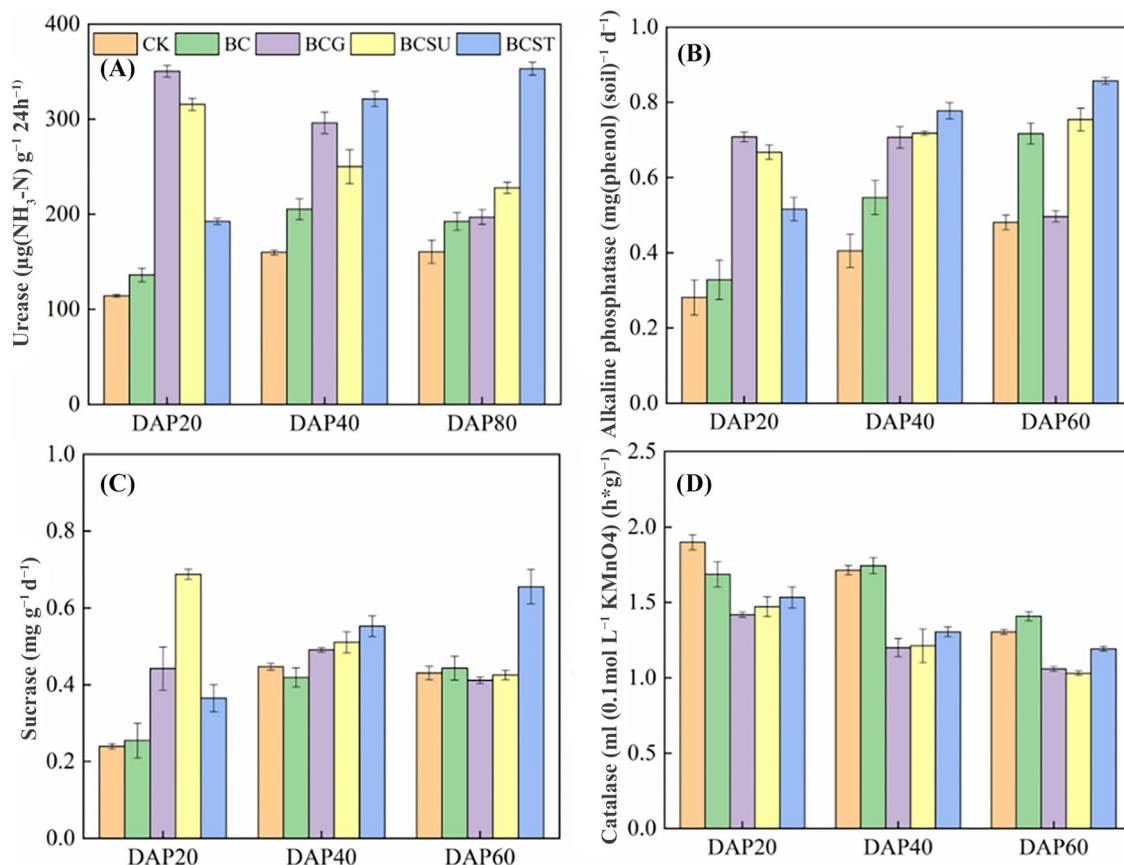 Urease (μg(NH₃-N) g⁻¹ 24h⁻¹)
400
300
200
100
0
CK BC BCG BCSU BCST
(A)
DAP20 DAP40 DAP80
Alkaline phosphatase (mg(phenol) (soil)⁻¹ d⁻¹)
1.0
0.8
0.6
0.4
0.2
0.0
(B)
DAP20 DAP40 DAP60
Sucrase (mg g⁻¹ d⁻¹)
1.0
0.8
0.6
0.4
0.2
0.0
(C)
DAP20 DAP40 DAP60
Catalase (ml (0.1mol L⁻¹ KMnO4) (h*g)⁻¹)
2.5
2.0
1.5
1.0
0.5
0.0
(D)
DAP20 DAP40 DAP60